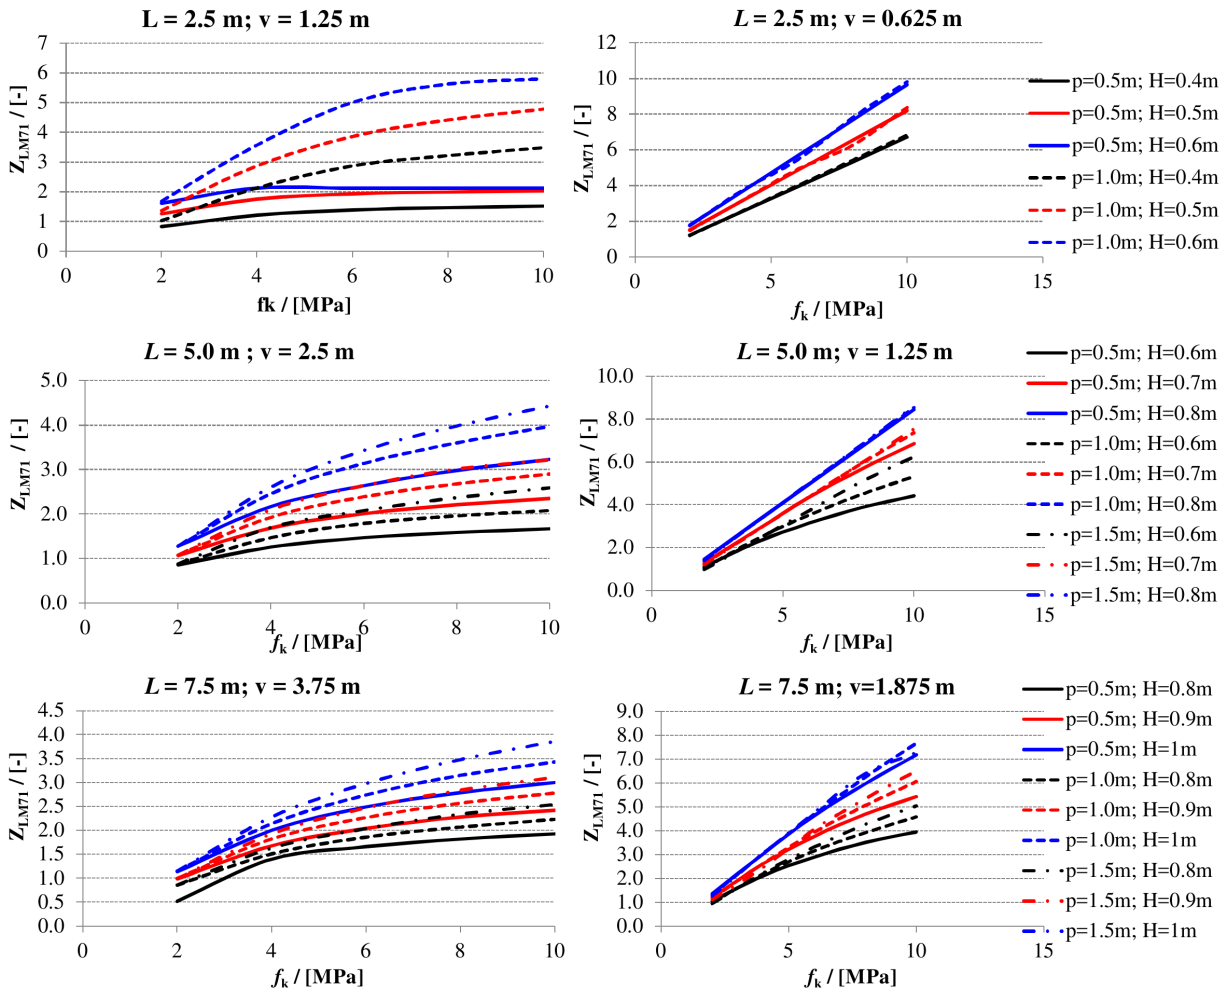 L = 2.5 m; v = 1.25 m
7
6
5
4
3
2
1
0
Z_LM71 / [-]
0 2 4 6 8 10
fk / [MPa]
L = 2.5 m; v = 0.625 m
12
10
8
6
4
2
0
Z_LM71 / [-]
0 5 10 15
f_k / [MPa]
p=0.5m; H=0.4m
p=0.5m; H=0.5m
p=0.5m; H=0.6m
p=1.0m; H=0.4m
p=1.0m; H=0.5m
p=1.0m; H=0.6m
L = 5.0 m ; v = 2.5 m
5.0
4.0
3.0
2.0
1.0
0.0
Z_LM71 / [-]
0 2 4 6 8 10
f_k / [MPa]
L = 5.0 m; v = 1.25 m
10.0
8.0
6.0
4.0
2.0
0.0
Z_LM71 / [-]
0 5 10 15
f_k / [MPa]
p=0.5m; H=0.6m
p=0.5m; H=0.7m
p=0.5m; H=0.8m
p=1.0m; H=0.6m
p=1.0m; H=0.7m
p=1.0m; H=0.8m
p=1.5m; H=0.6m
p=1.5m; H=0.7m
p=1.5m; H=0.8m
L = 7.5 m; v = 3.75 m
4.5
4.0
3.5
3.0
2.5
2.0
1.5
1.0
0.5
0.0
Z_LM71 / [-]
0 2 4 6 8 10
f_k / [MPa]
L = 7.5 m; v=1.875 m
9.0
8.0
7.0
6.0
5.0
4.0
3.0
2.0
1.0
0.0
Z_LM71 / [-]
0 5 10 15
f_k / [MPa]
p=0.5m; H=0.8m
p=0.5m; H=0.9m
p=0.5m; H=1m
p=1.0m; H=0.8m
p=1.0m; H=0.9m
p=1.0m; H=1m
p=1.5m; H=0.8m
p=1.5m; H=0.9m
p=1.5m; H=1m